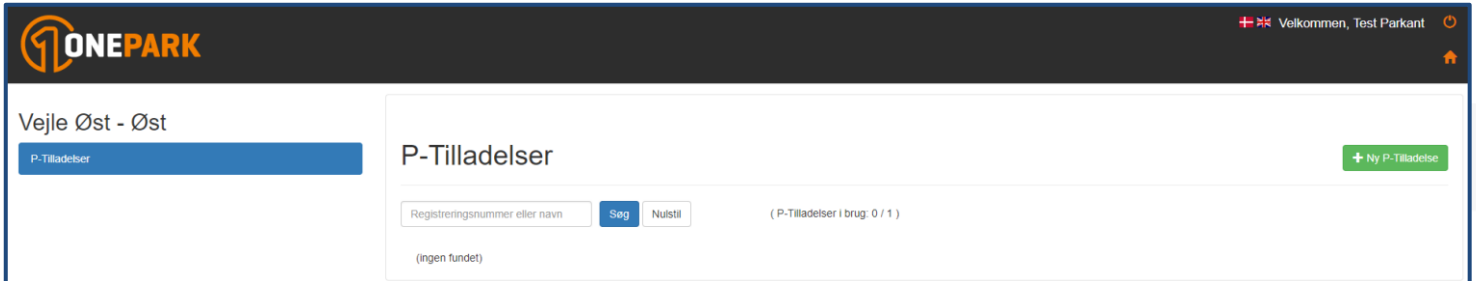 ONEPARK
Velkommen, Test Parkant
Vejle Øst - Øst
P-Tilladelser
P-Tilladelser
+ Ny P-Tilladelse
Registreringsnummer eller navn Søg Nulstil ( P-Tilladelser i brug: 0 / 1 )
(ingen fundet)